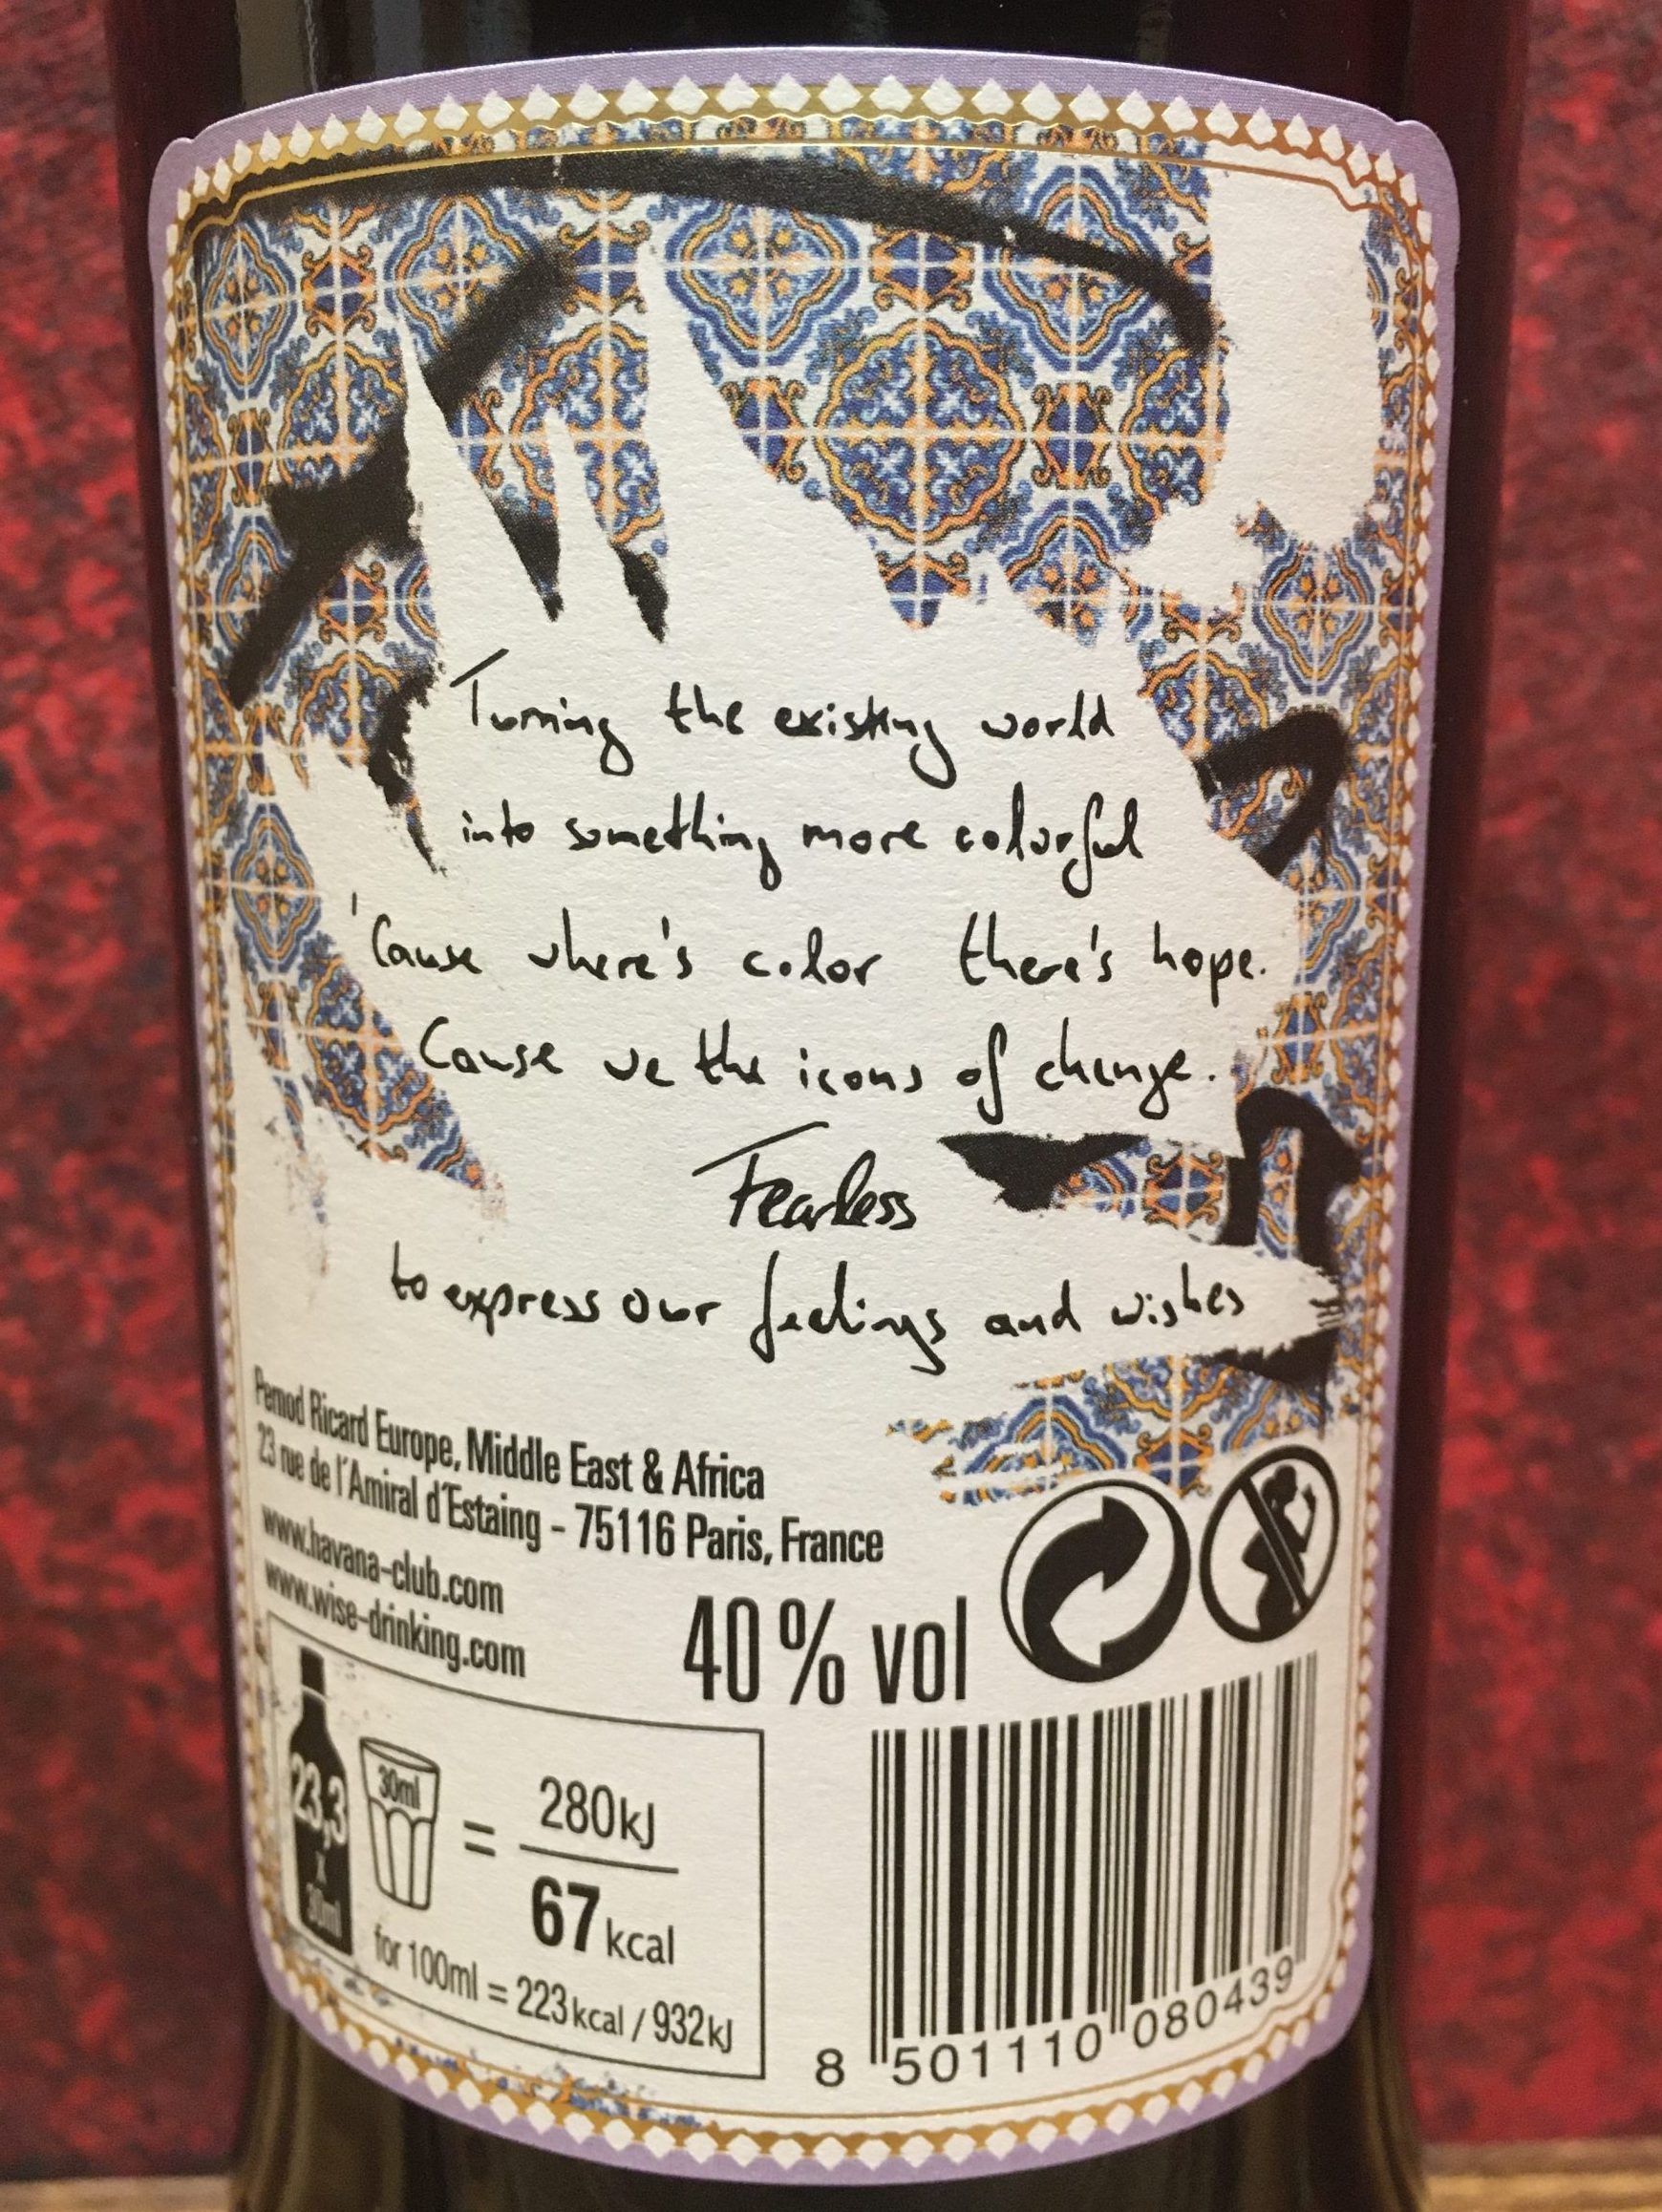 Turning the existing world
into something more colorful
'Cause where's color there's hope.
Cause we the icons of change.
Fearless
to express our feelings and wishes
Pernod Ricard Europe, Middle East & Africa
23 rue de l'Amiral d'Estaing - 75116 Paris, France
www.havana-club.com
www.wise-drinking.com
40% vol
23,3
x
30ml
30ml
=
280kJ
67kcal
for 100ml = 223kcal / 932kJ
8 501110 080439